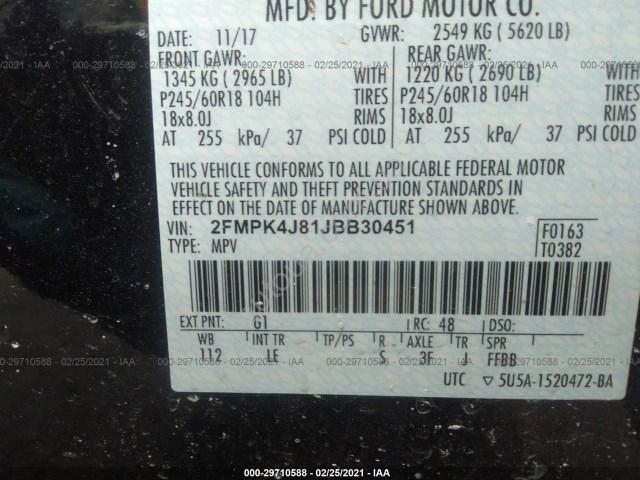 MFD. BY FORD MOTOR CO.
DATE: 11/17 GVWR: 2549 KG ( 5620 LB)
FRONT GAWR: REAR GAWR:
1345 KG ( 2965 LB) WITH 1220 KG ( 2690 LB) WITH
P245/60R18 104H TIRES P245/60R18 104H TIRES
18x8.0J RIMS 18x8.0J RIMS
AT 255 kPa/ 37 PSI COLD AT 255 kPa/ 37 PSI COLD
THIS VEHICLE CONFORMS TO ALL APPLICABLE FEDERAL MOTOR
VEHICLE SAFETY AND THEFT PREVENTION STANDARDS IN
EFFECT ON THE DATE OF MANUFACTURE SHOWN ABOVE.
VIN: 2FMPK4J81JBB30451 F0163
TYPE: MPV T0382
EXT PNT: G1 RC: 48 DSO:
WB INT TR TP/PS R AXLE TR SPR
112 LE S 3F J FFBB
UTC ▽ 5U5A-1520472-BA
000-29710588 - 02/25/2021 - IAA